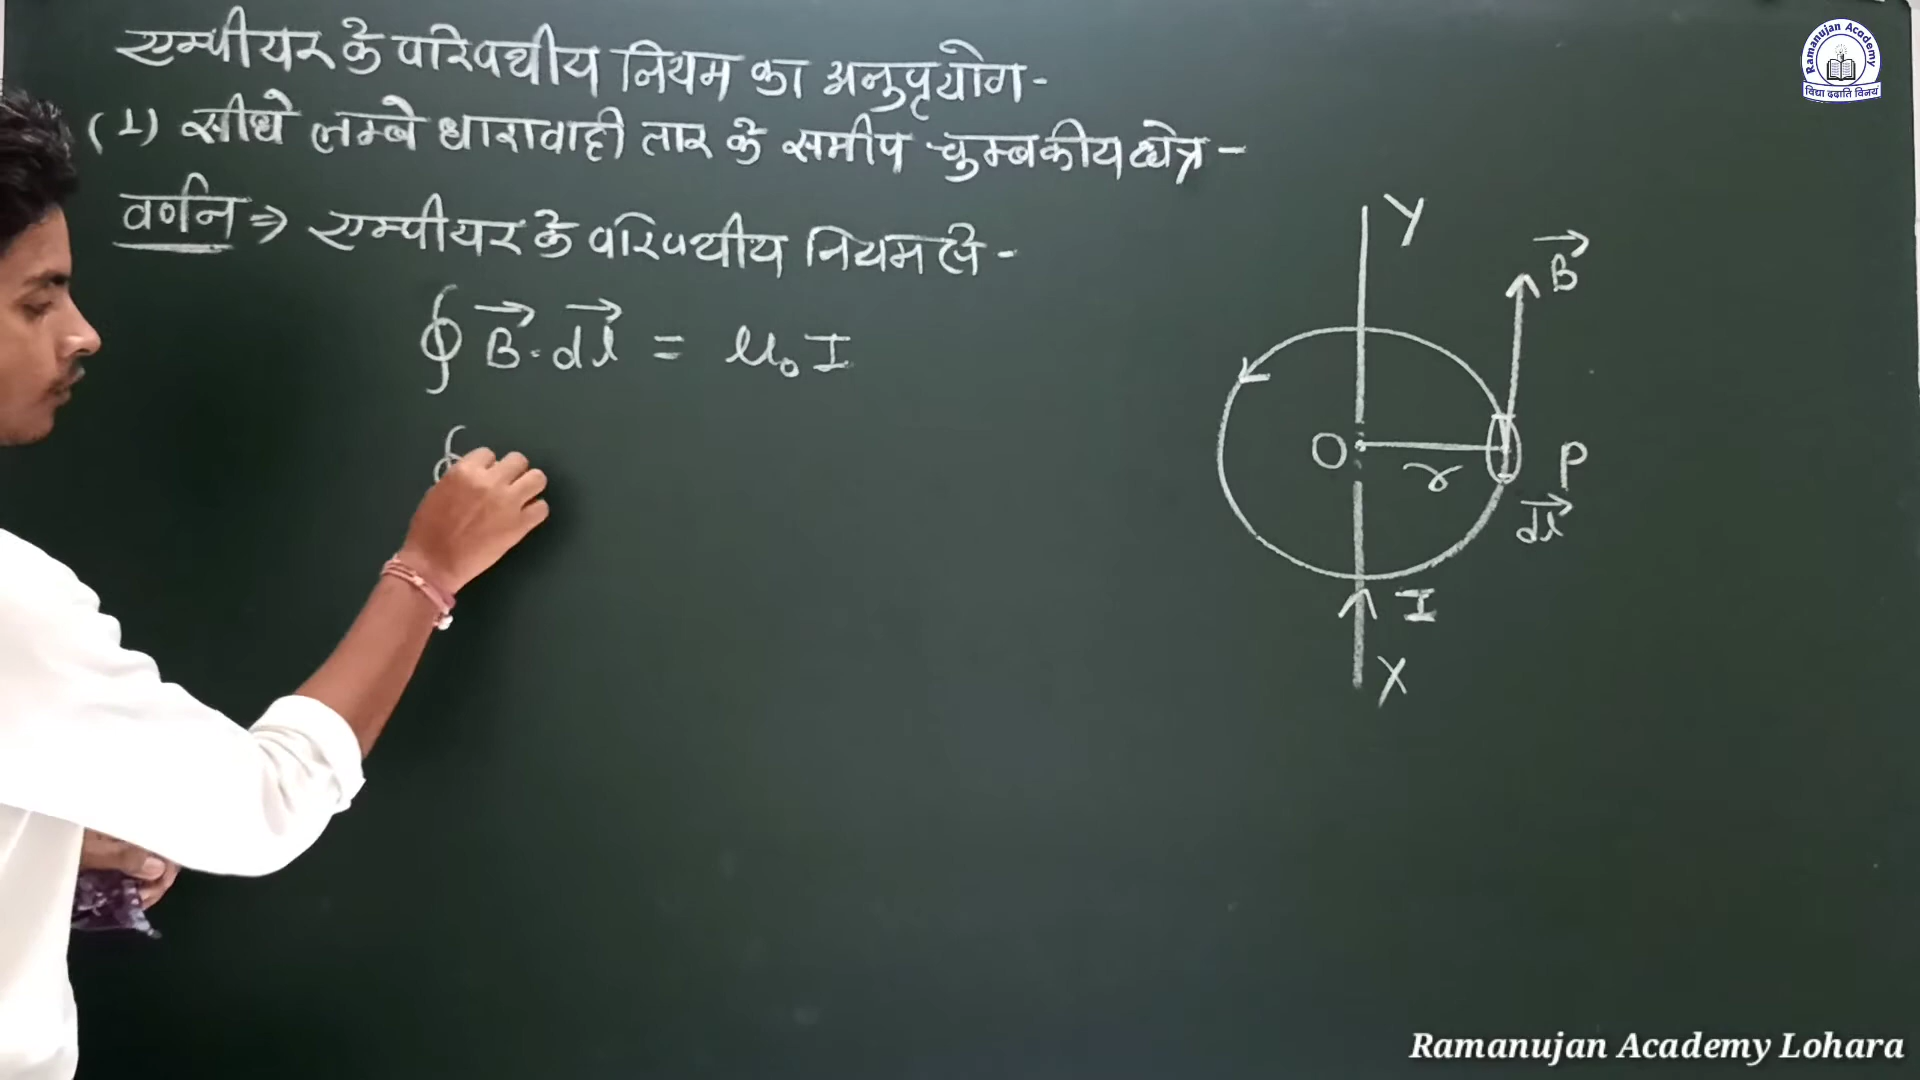 एम्पीयर के परिपथीय नियम का अनुप्रयोग -
(1) सीधे लम्बे धारावाही तार के समीप चुम्बकीय क्षेत्र -
वर्णन ⇒ एम्पीयर के परिपथीय नियम से -
∮ B⃗ · dl⃗ = μ₀ I
∮
Y
B⃗
O
r
P
dl⃗
I
X
Ramanujan Academy
विद्या ददाति विनयं
Ramanujan Academy Lohara